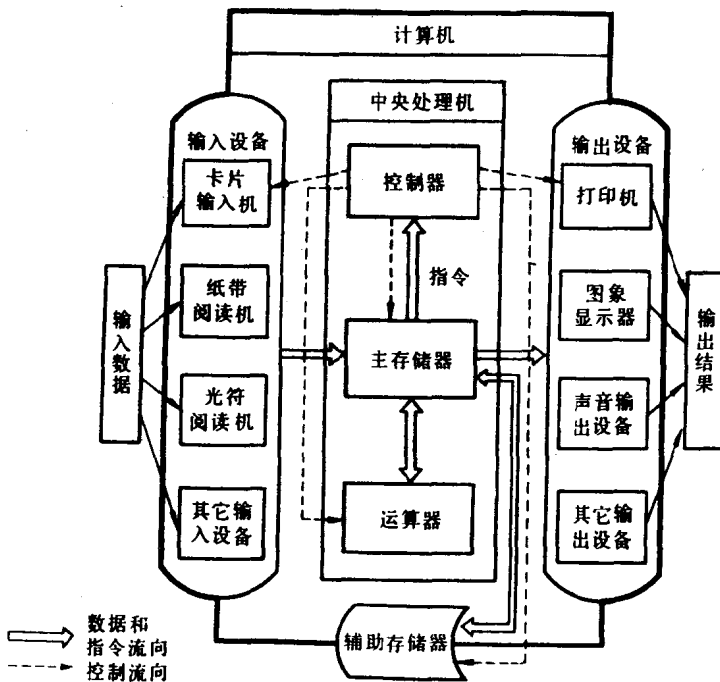 计算机
中央处理机
输入设备
卡片
输入机
纸带
阅读机
光符
阅读机
其它输
入设备
输入数据
控制器
指令
主存储器
运算器
输出设备
打印机
图象
显示器
声音输
出设备
其它输
出设备
输出结果
辅助存储器
数据和
指令流向
控制流向